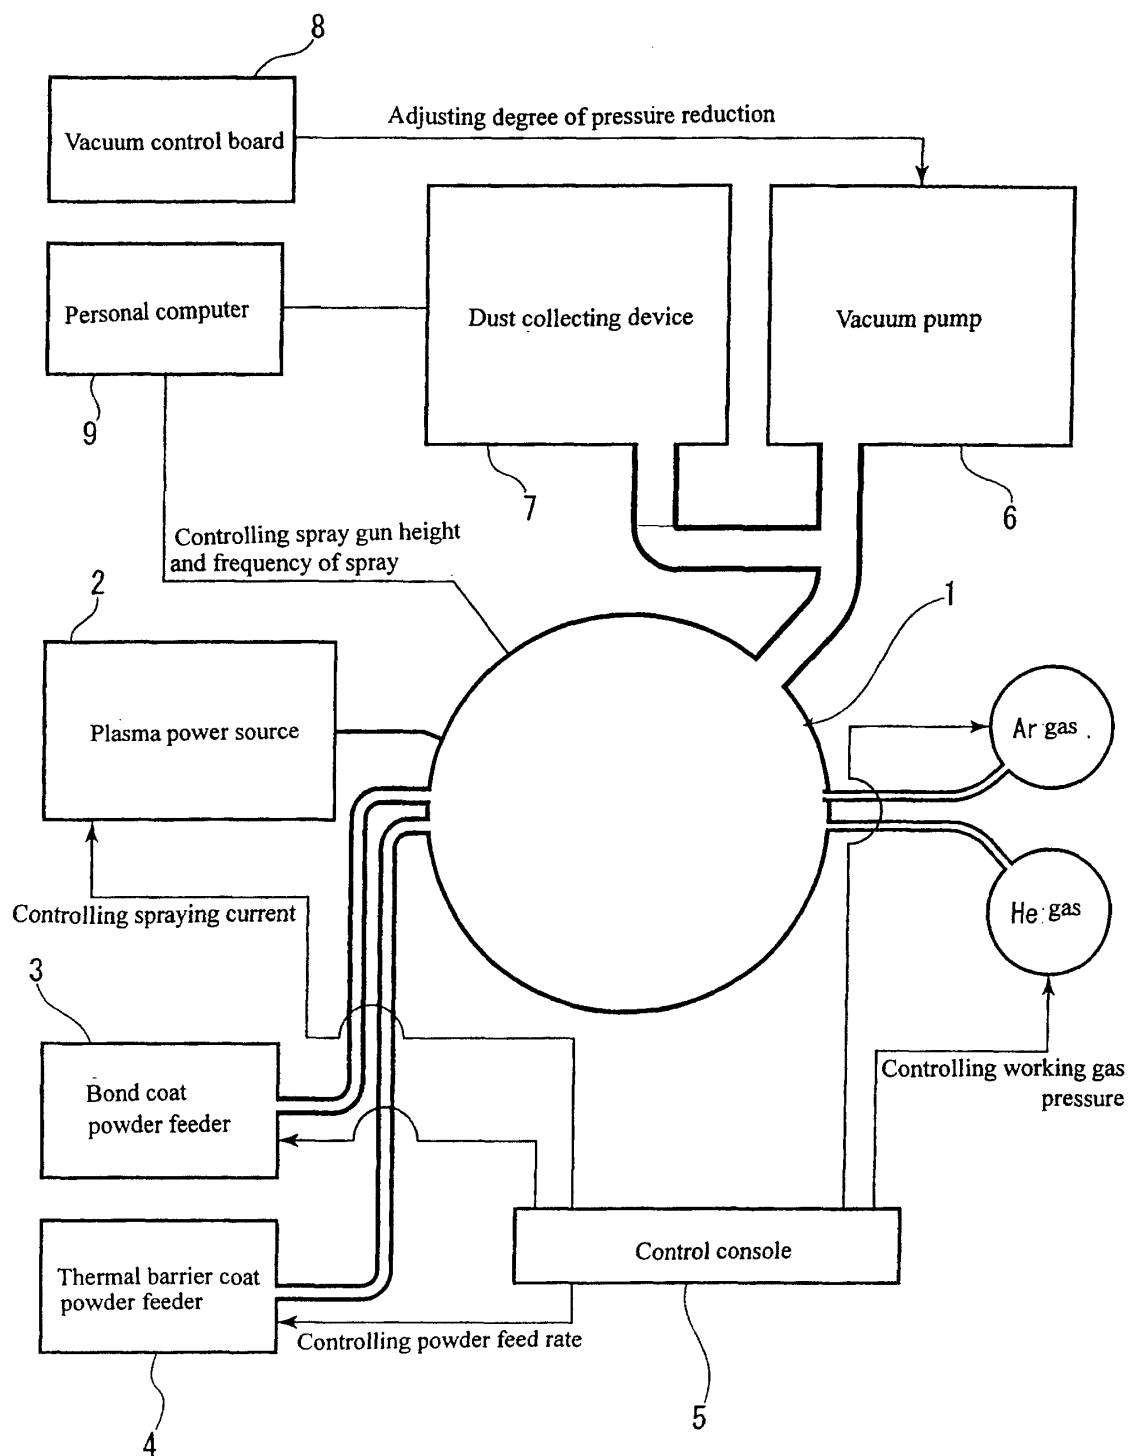 8
Vacuum control board
Adjusting degree of pressure reduction
Personal computer
9
Dust collecting device
7
Vacuum pump
6
Controlling spray gun height
and frequency of spray
2
1
Plasma power source
Ar gas
Controlling spraying current
He gas
3
Bond coat
powder feeder
Controlling working gas
pressure
Thermal barrier coat
powder feeder
Control console
Controlling powder feed rate
4
5